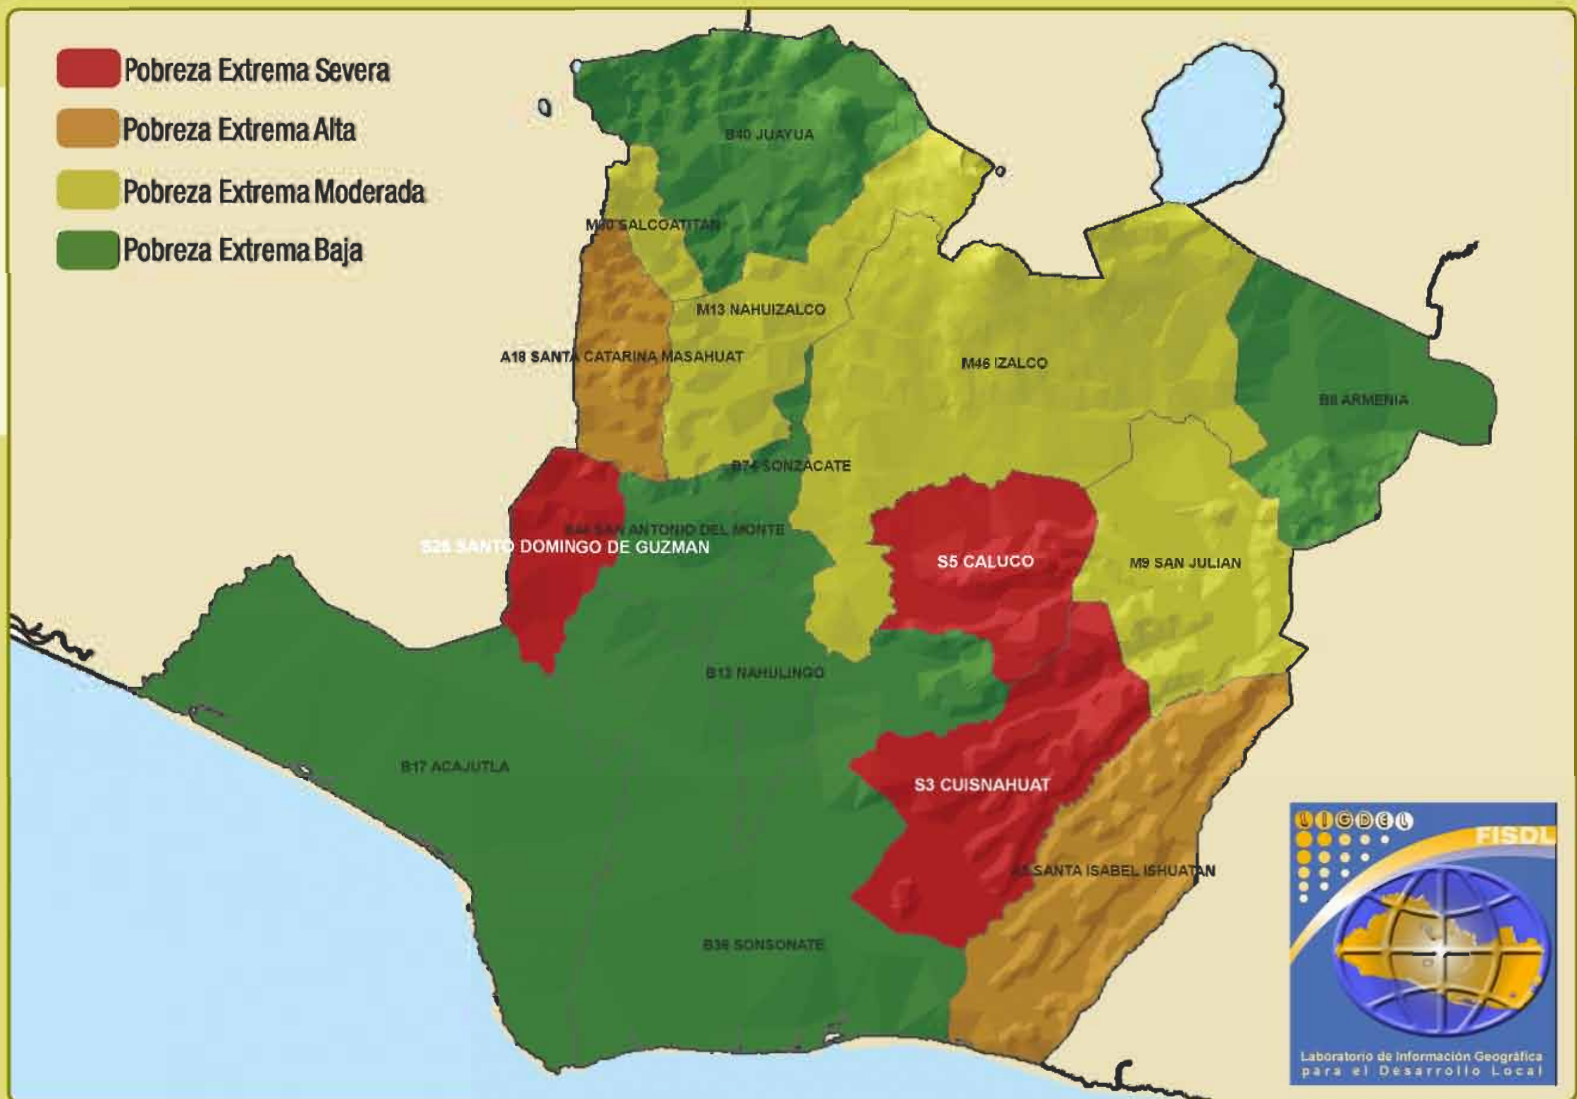 Pobreza Extrema Severa
Pobreza Extrema Alta
Pobreza Extrema Moderada
Pobreza Extrema Baja
B40 JUAYUA
SALCOATITAN
M13 NAHUIZALCO
A18 SANTA CATARINA MASAHUAT
M46 IZALCO
B8 ARMENIA
B74 SONZACATE
SAN ANTONIO DEL MONTE
S26 SANTO DOMINGO DE GUZMAN
S5 CALUCO
M9 SAN JULIAN
B13 NAHULINGO
B17 ACAJUTLA
S3 CUISNAHUAT
SANTA ISABEL ISHUATAN
B36 SONSONATE
LIGDEL
FISDL
Laboratorio de Información Geográfica
para el Desarrollo Local